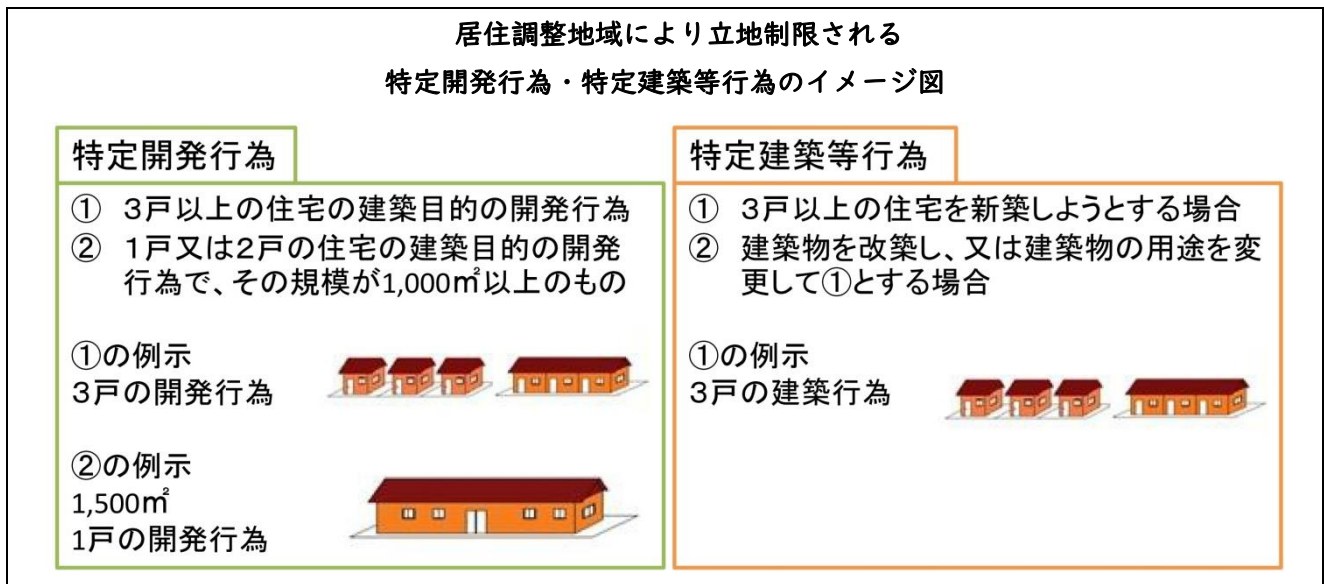 居住調整地域により立地制限される
特定開発行為・特定建築等行為のイメージ図
特定開発行為
① 3戸以上の住宅の建築目的の開発行為
② 1戸又は2戸の住宅の建築目的の開発
行為で、その規模が1,000㎡以上のもの
①の例示
3戸の開発行為
②の例示
1,500㎡
1戸の開発行為
特定建築等行為
① 3戸以上の住宅を新築しようとする場合
② 建築物を改築し、又は建築物の用途を変
更して①とする場合
①の例示
3戸の建築行為